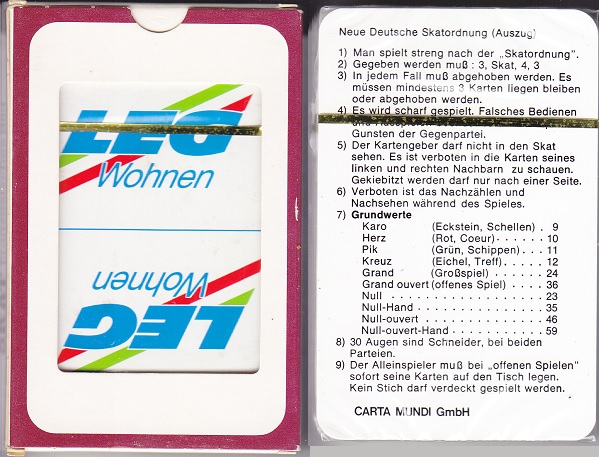 LEG
Wohnen
Wohnen
LEG
Neue Deutsche Skatordnung (Auszug)
1) Man spielt streng nach der „Skatordnung".
2) Gegeben werden muß : 3, Skat, 4, 3
3) In jedem Fall muß abgehoben werden. Es
müssen mindestens 3 Karten liegen bleiben
oder abgehoben werden.
4) Es wird scharf gespielt. Falsches Bedienen
und
Gunsten der Gegenpartei.
5) Der Kartengeber darf nicht in den Skat
sehen. Es ist verboten in die Karten seines
linken und rechten Nachbarn zu schauen.
Gekiebitzt werden darf nur nach einer Seite.
6) Verboten ist das Nachzählen und
Nachsehen während des Spieles.
7) Grundwerte
Karo (Eckstein, Schellen) . 9
Herz (Rot, Coeur) . . . . . . 10
Pik (Grün, Schippen) . . . 11
Kreuz (Eichel, Treff) . . . . . 12
Grand (Großspiel) . . . . . . 24
Grand ouvert (offenes Spiel) . . . . 36
Null . . . . . . . . . . . . . . . . 23
Null-Hand . . . . . . . . . . . . 35
Null-ouvert . . . . . . . . . . . 46
Null-ouvert-Hand . . . . . . . . 59
8) 30 Augen sind Schneider, bei beiden
Parteien.
9) Der Alleinspieler muß bei „offenen Spielen"
sofort seine Karten auf den Tisch legen.
Kein Stich darf verdeckt gespielt werden.
CARTA MUNDI GmbH